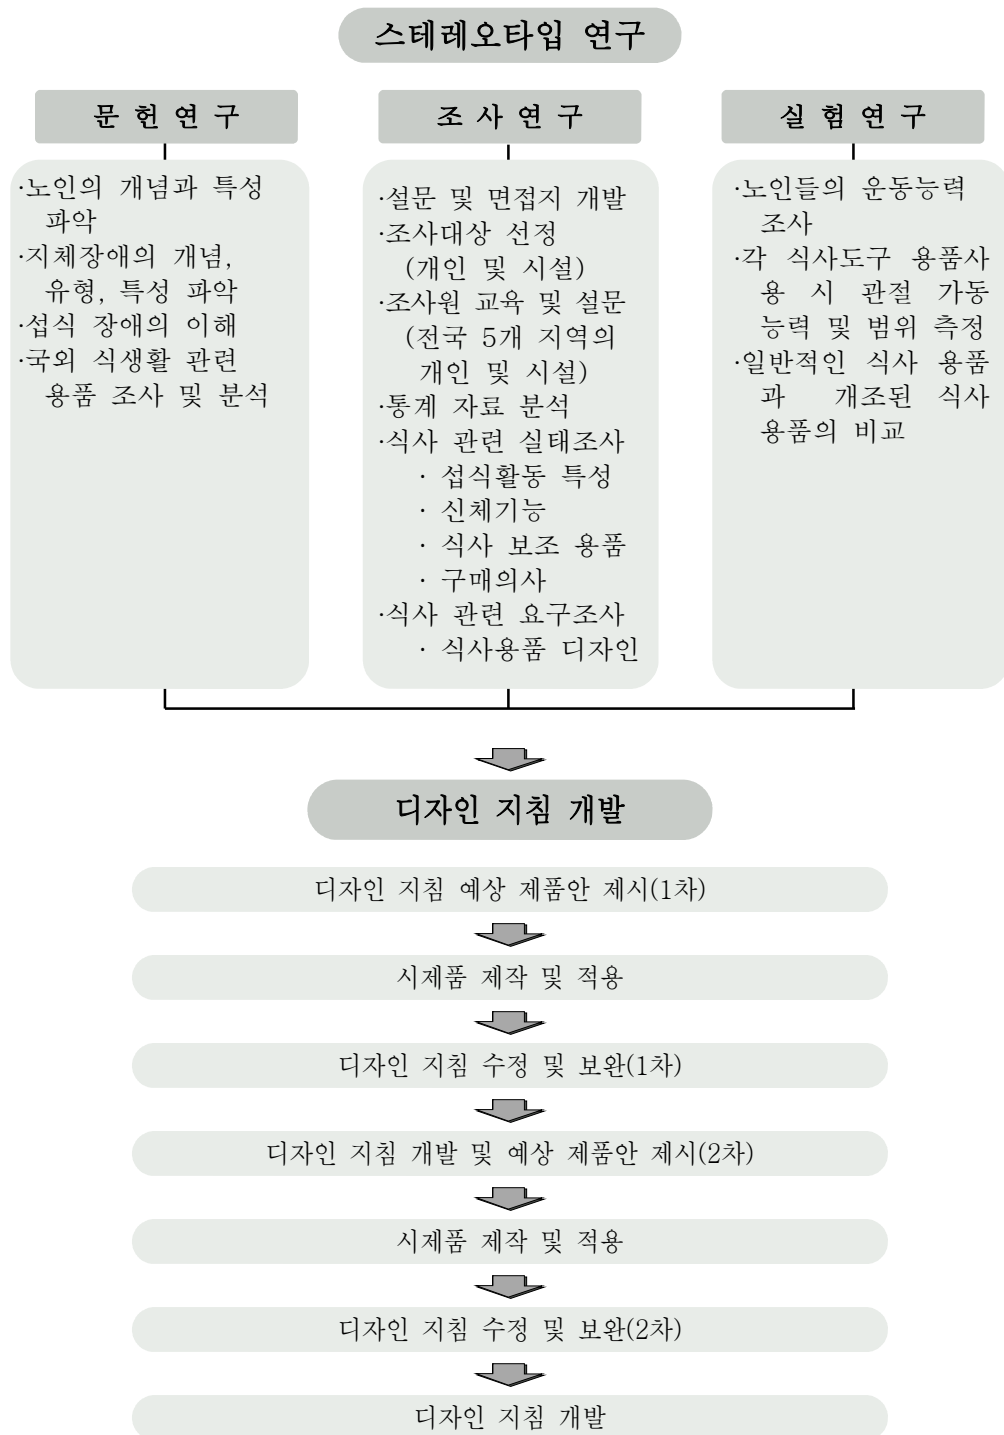 스테레오타입 연구
문 헌 연 구
·노인의 개념과 특성
파악
·지체장애의 개념,
유형, 특성 파악
·섭식 장애의 이해
·국외 식생활 관련
용품 조사 및 분석
조 사 연 구
·설문 및 면접지 개발
·조사대상 선정
(개인 및 시설)
·조사원 교육 및 설문
(전국 5개 지역의
개인 및 시설)
·통계 자료 분석
·식사 관련 실태조사
· 섭식활동 특성
· 신체기능
· 식사 보조 용품
· 구매의사
·식사 관련 요구조사
· 식사용품 디자인
실 험 연 구
·노인들의 운동능력
조사
·각 식사도구 용품사
용 시 관절 가동
능력 및 범위 측정
·일반적인 식사 용품
과 개조된 식사
용품의 비교
디자인 지침 개발
디자인 지침 예상 제품안 제시(1차)
시제품 제작 및 적용
디자인 지침 수정 및 보완(1차)
디자인 지침 개발 및 예상 제품안 제시(2차)
시제품 제작 및 적용
디자인 지침 수정 및 보완(2차)
디자인 지침 개발